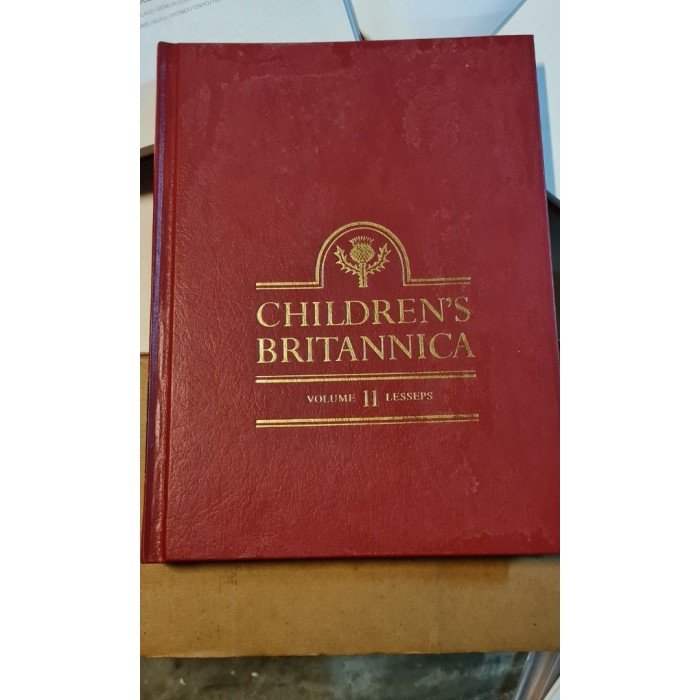 CHILDREN'S
BRITANNICA
VOLUME 11 LESSEPS